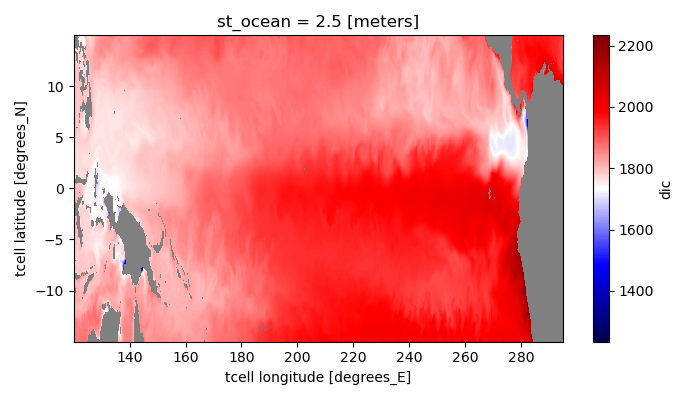 st_ocean = 2.5 [meters]
10
5
0
−5
−10
tcell latitude [degrees_N]
140 160 180 200 220 240 260 280
tcell longitude [degrees_E]
2200
2000
1800
1600
1400
dic